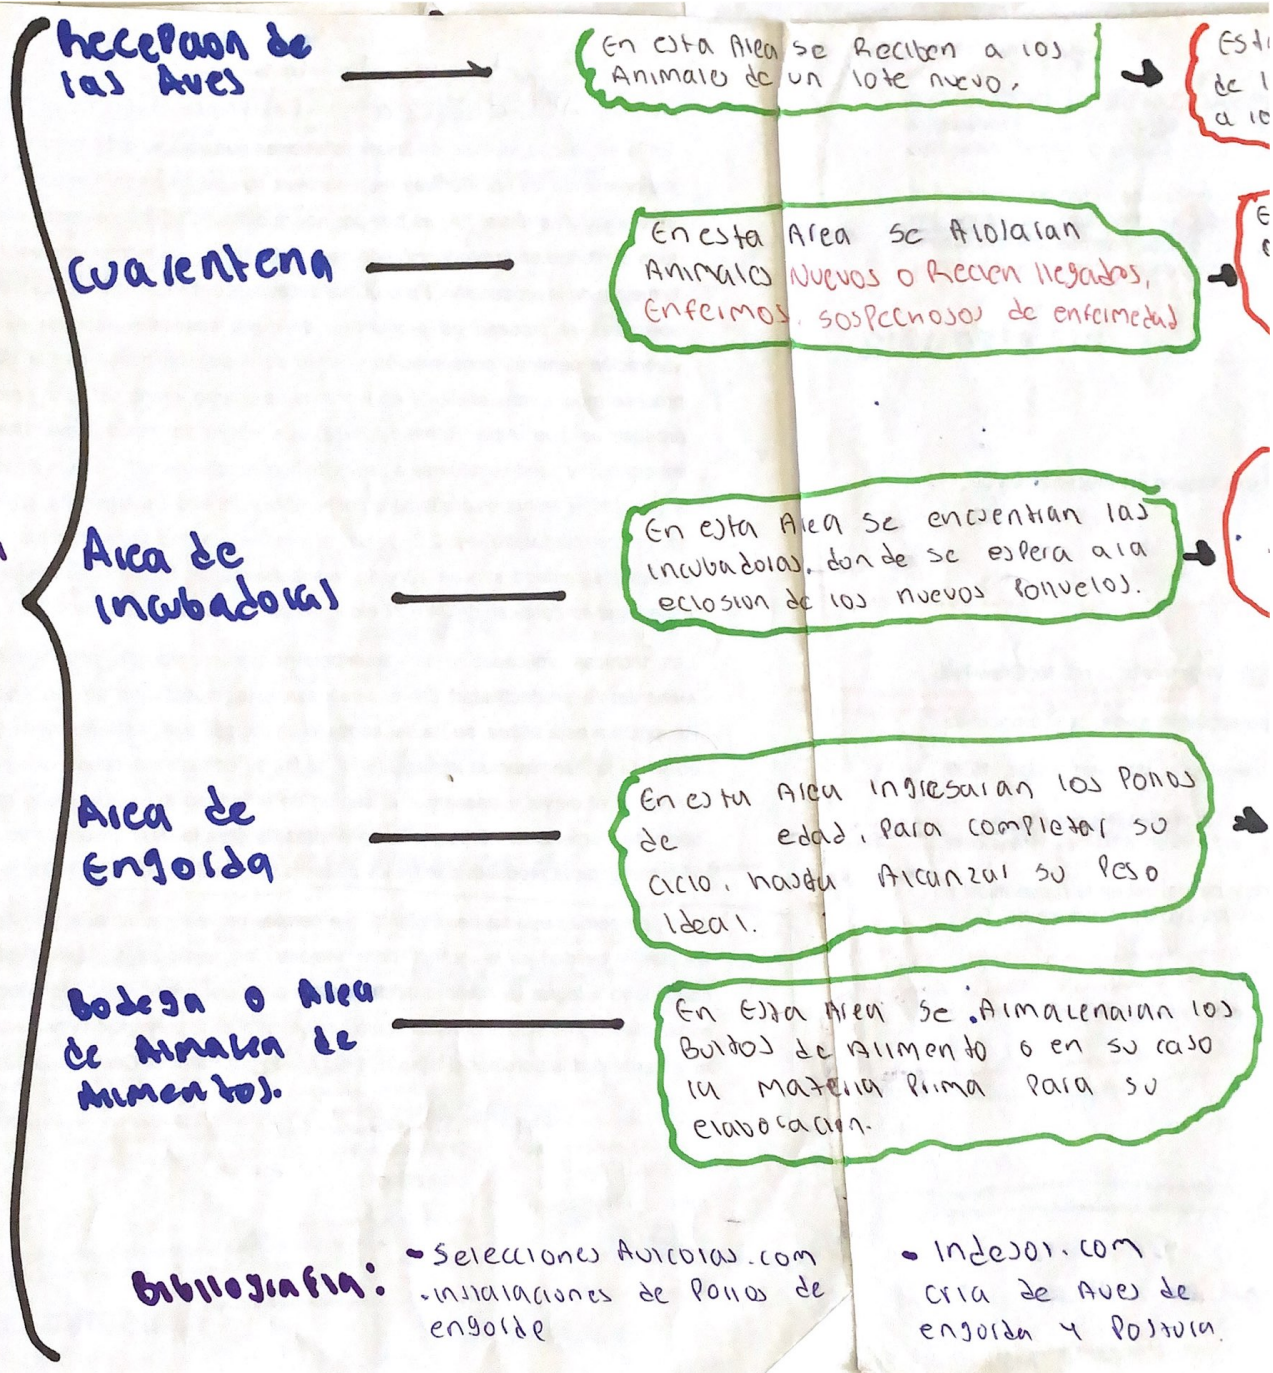 Recepcion de
las Aves
En esta Area se Reciben a los
Animales de un lote nuevo.
de l
a lo
Cuarentena
En esta Area se Aislaran
Animales Nuevos o Recien llegados,
Enfermos, sospechosos de enfermedad
Area de
incubadoras
En esta Area se encuentran las
incubadoras, donde se espera a la
eclosion de los nuevos Polluelos.
Area de
Engorda
En esta Area ingresaran los Pollos
de edad, Para completar su
ciclo, hasta Alcanzar su Peso
Ideal.
Bodega o Area
de Almacen de
Alimentos.
En Esta Area se Almacenaran los
Bultos de Alimento o en su caso
la Materia Prima Para su
elabocacion.
Bibliografia:
• Selecciones Avicolas.com
.instalaciones de Pollos de
engorde
• Indesol.com
cria de Aves de
engorda y Postura.